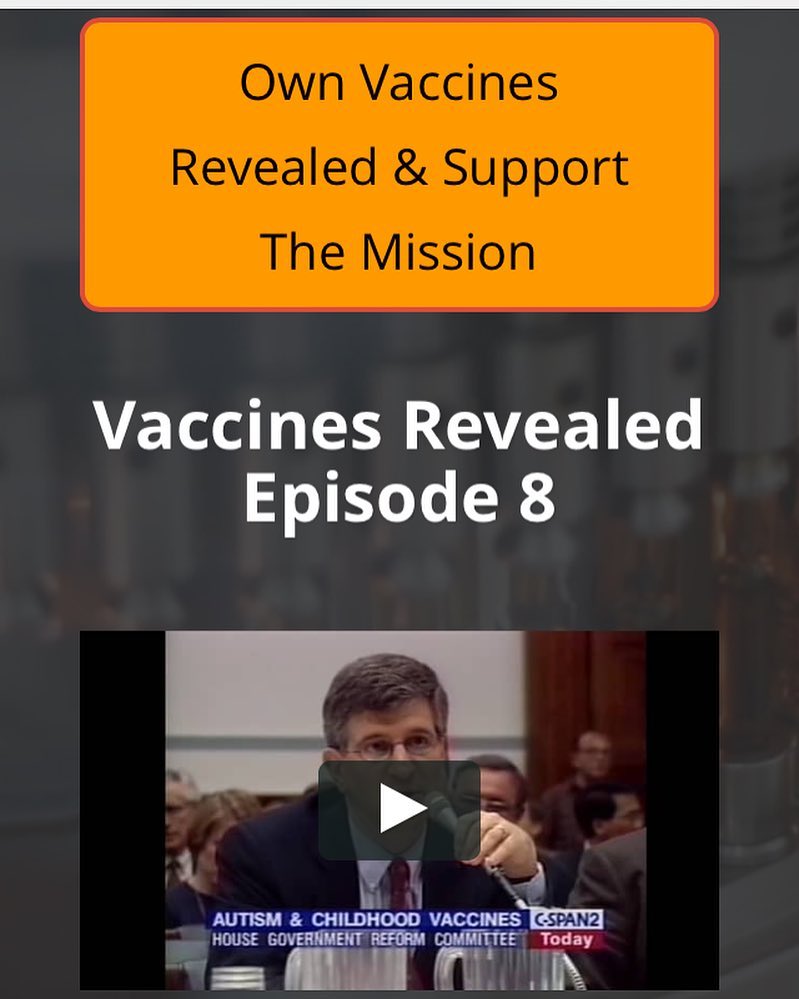 Own Vaccines
Revealed & Support
The Mission
Vaccines Revealed
Episode 8
AUTISM & CHILDHOOD VACCINES C-SPAN2
HOUSE GOVERNMENT REFORM COMMITTEE Today